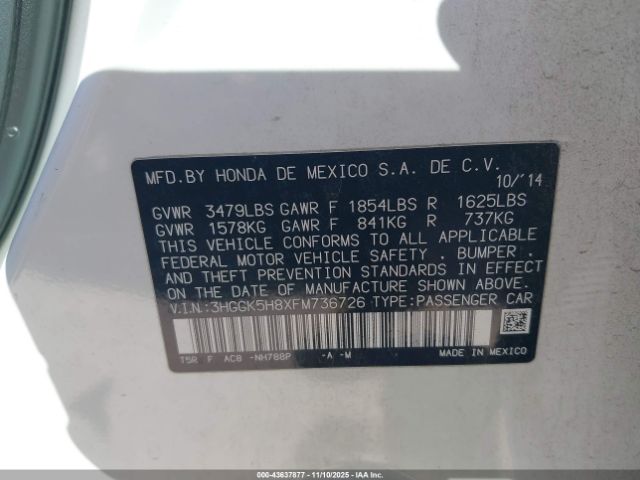 MFD.BY HONDA DE MEXICO S.A. DE C.V.
10/'14
GVWR 3479LBS GAWR F 1854LBS R 1625LBS
GVWR 1578KG GAWR F 841KG R 737KG
THIS VEHICLE CONFORMS TO ALL APPLICABLE
FEDERAL MOTOR VEHICLE SAFETY . BUMPER .
AND THEFT PREVENTION STANDARDS IN EFFECT
ON THE DATE OF MANUFACTURE SHOWN ABOVE.
V.I.N.:3HGGK5H8XFM736726 TYPE:PASSENGER CAR
T5R F AC8 -NH788P -A -M
MADE IN MEXICO
000-43637877 - 11/10/2025 - IAA Inc.